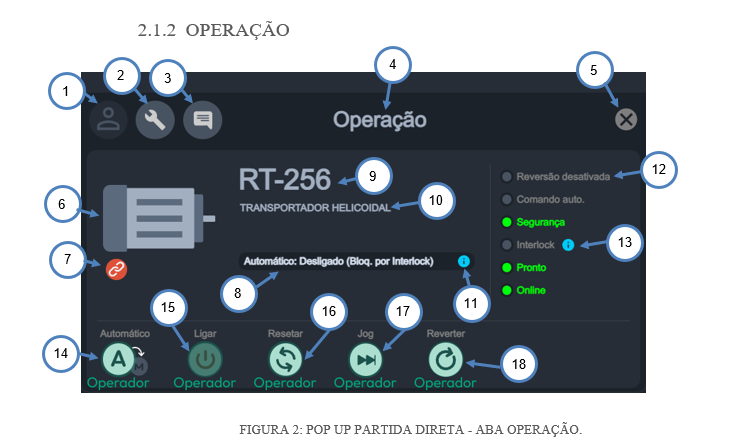 2.1.2 OPERAÇÃO
1
2
3
4
5
Operação
6
7
RT-256
9
TRANSPORTADOR HELICOIDAL
10
Reversão desativada
12
Comando auto.
Segurança
Interlock
13
Pronto
Online
Automático: Desligado (Bloq. por Interlock)
8
11
15
16
17
Automático
Ligar
Resetar
Jog
Reverter
14
A
M
18
Operador
Operador
Operador
Operador
Operador
FIGURA 2: POP UP PARTIDA DIRETA - ABA OPERAÇÃO.